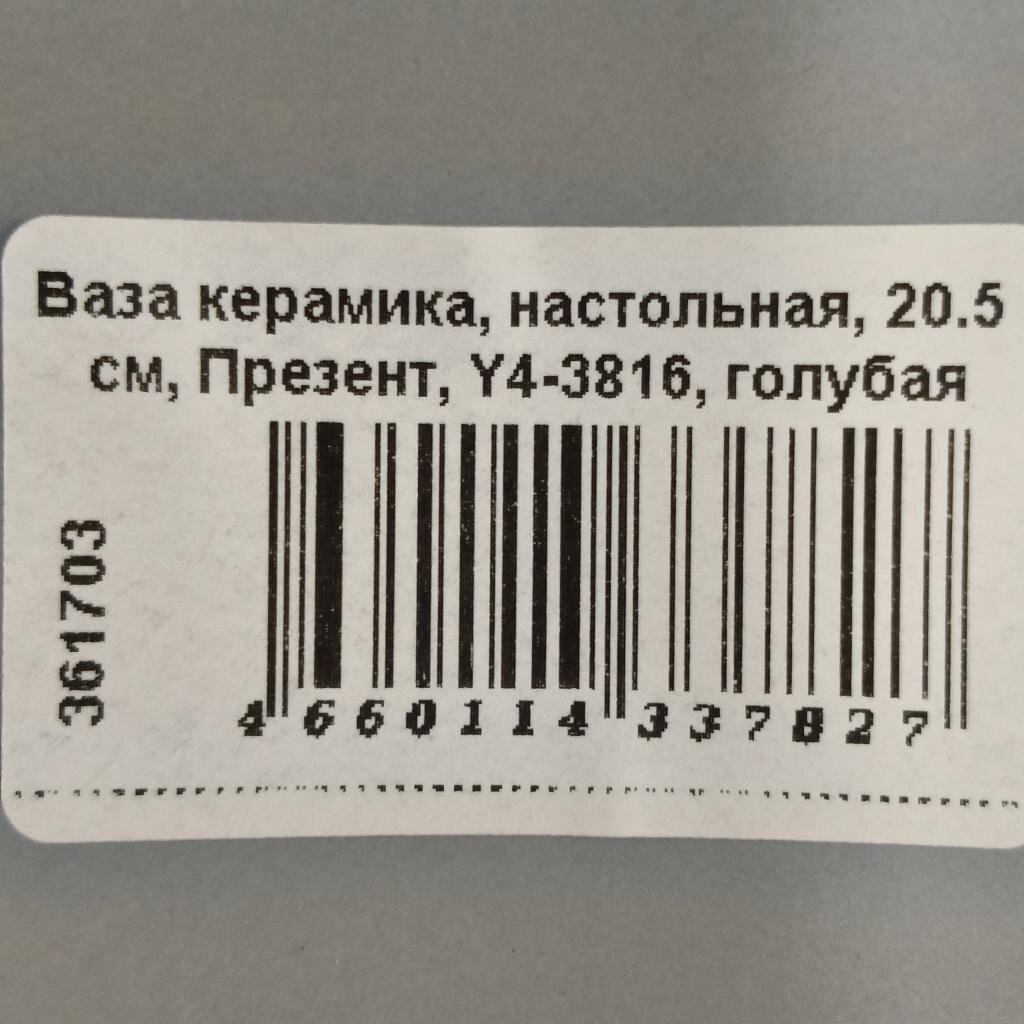 Ваза керамика, настольная, 20.5
см, Презент, Y4-3816, голубая
361703
4 660114 337827